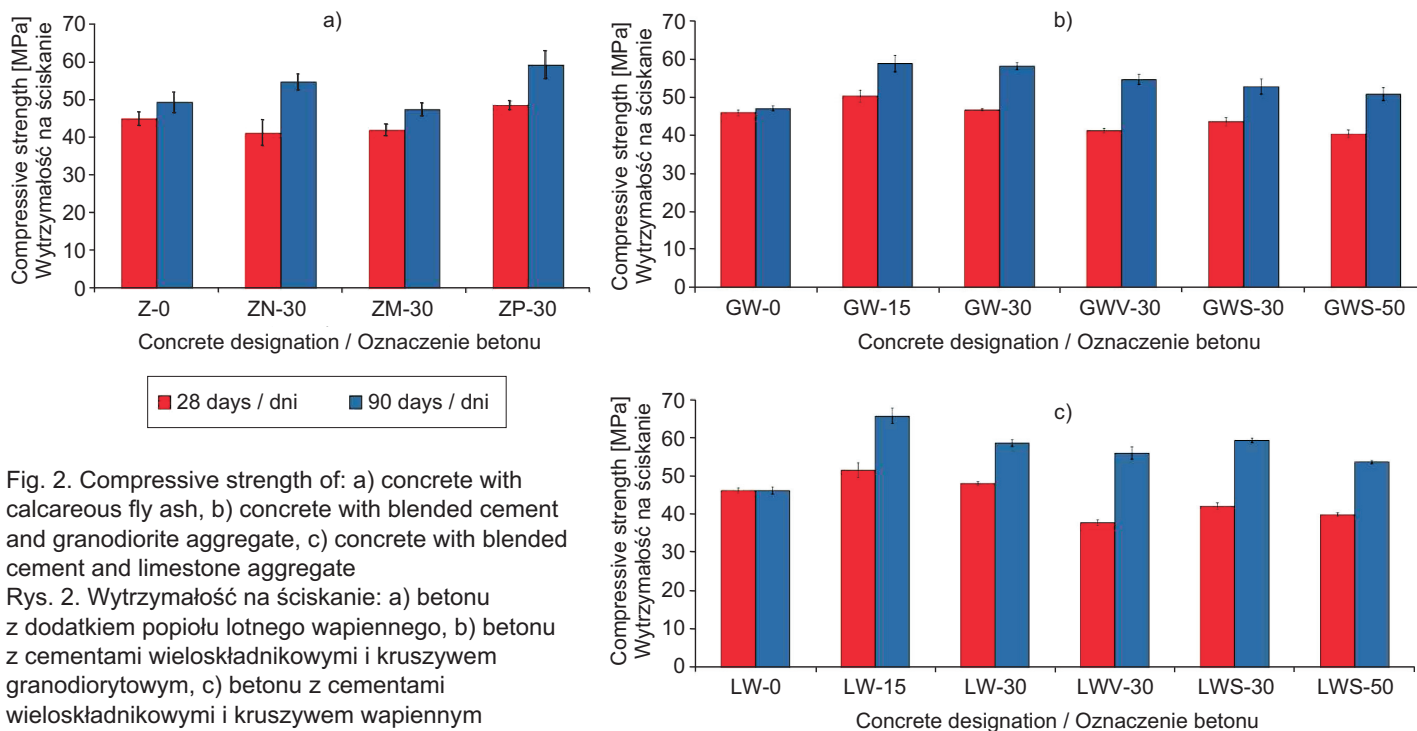 a)
Compressive strength [MPa]
Wytrzymałość na ściskanie
70
60
50
40
30
20
10
0
Z-0 ZN-30 ZM-30 ZP-30
Concrete designation / Oznaczenie betonu
28 days / dni 90 days / dni
b)
Compressive strength [MPa]
Wytrzymałość na ściskanie
70
60
50
40
30
20
10
0
GW-0 GW-15 GW-30 GWV-30 GWS-30 GWS-50
Concrete designation / Oznaczenie betonu
c)
Compressive strength [MPa]
Wytrzymałość na ściskanie
70
60
50
40
30
20
10
0
LW-0 LW-15 LW-30 LWV-30 LWS-30 LWS-50
Concrete designation / Oznaczenie betonu
Fig. 2. Compressive strength of: a) concrete with
calcareous fly ash, b) concrete with blended cement
and granodiorite aggregate, c) concrete with blended
cement and limestone aggregate
Rys. 2. Wytrzymałość na ściskanie: a) betonu
z dodatkiem popiołu lotnego wapiennego, b) betonu
z cementami wieloskładnikowymi i kruszywem
granodiorytowym, c) betonu z cementami
wieloskładnikowymi i kruszywem wapiennym